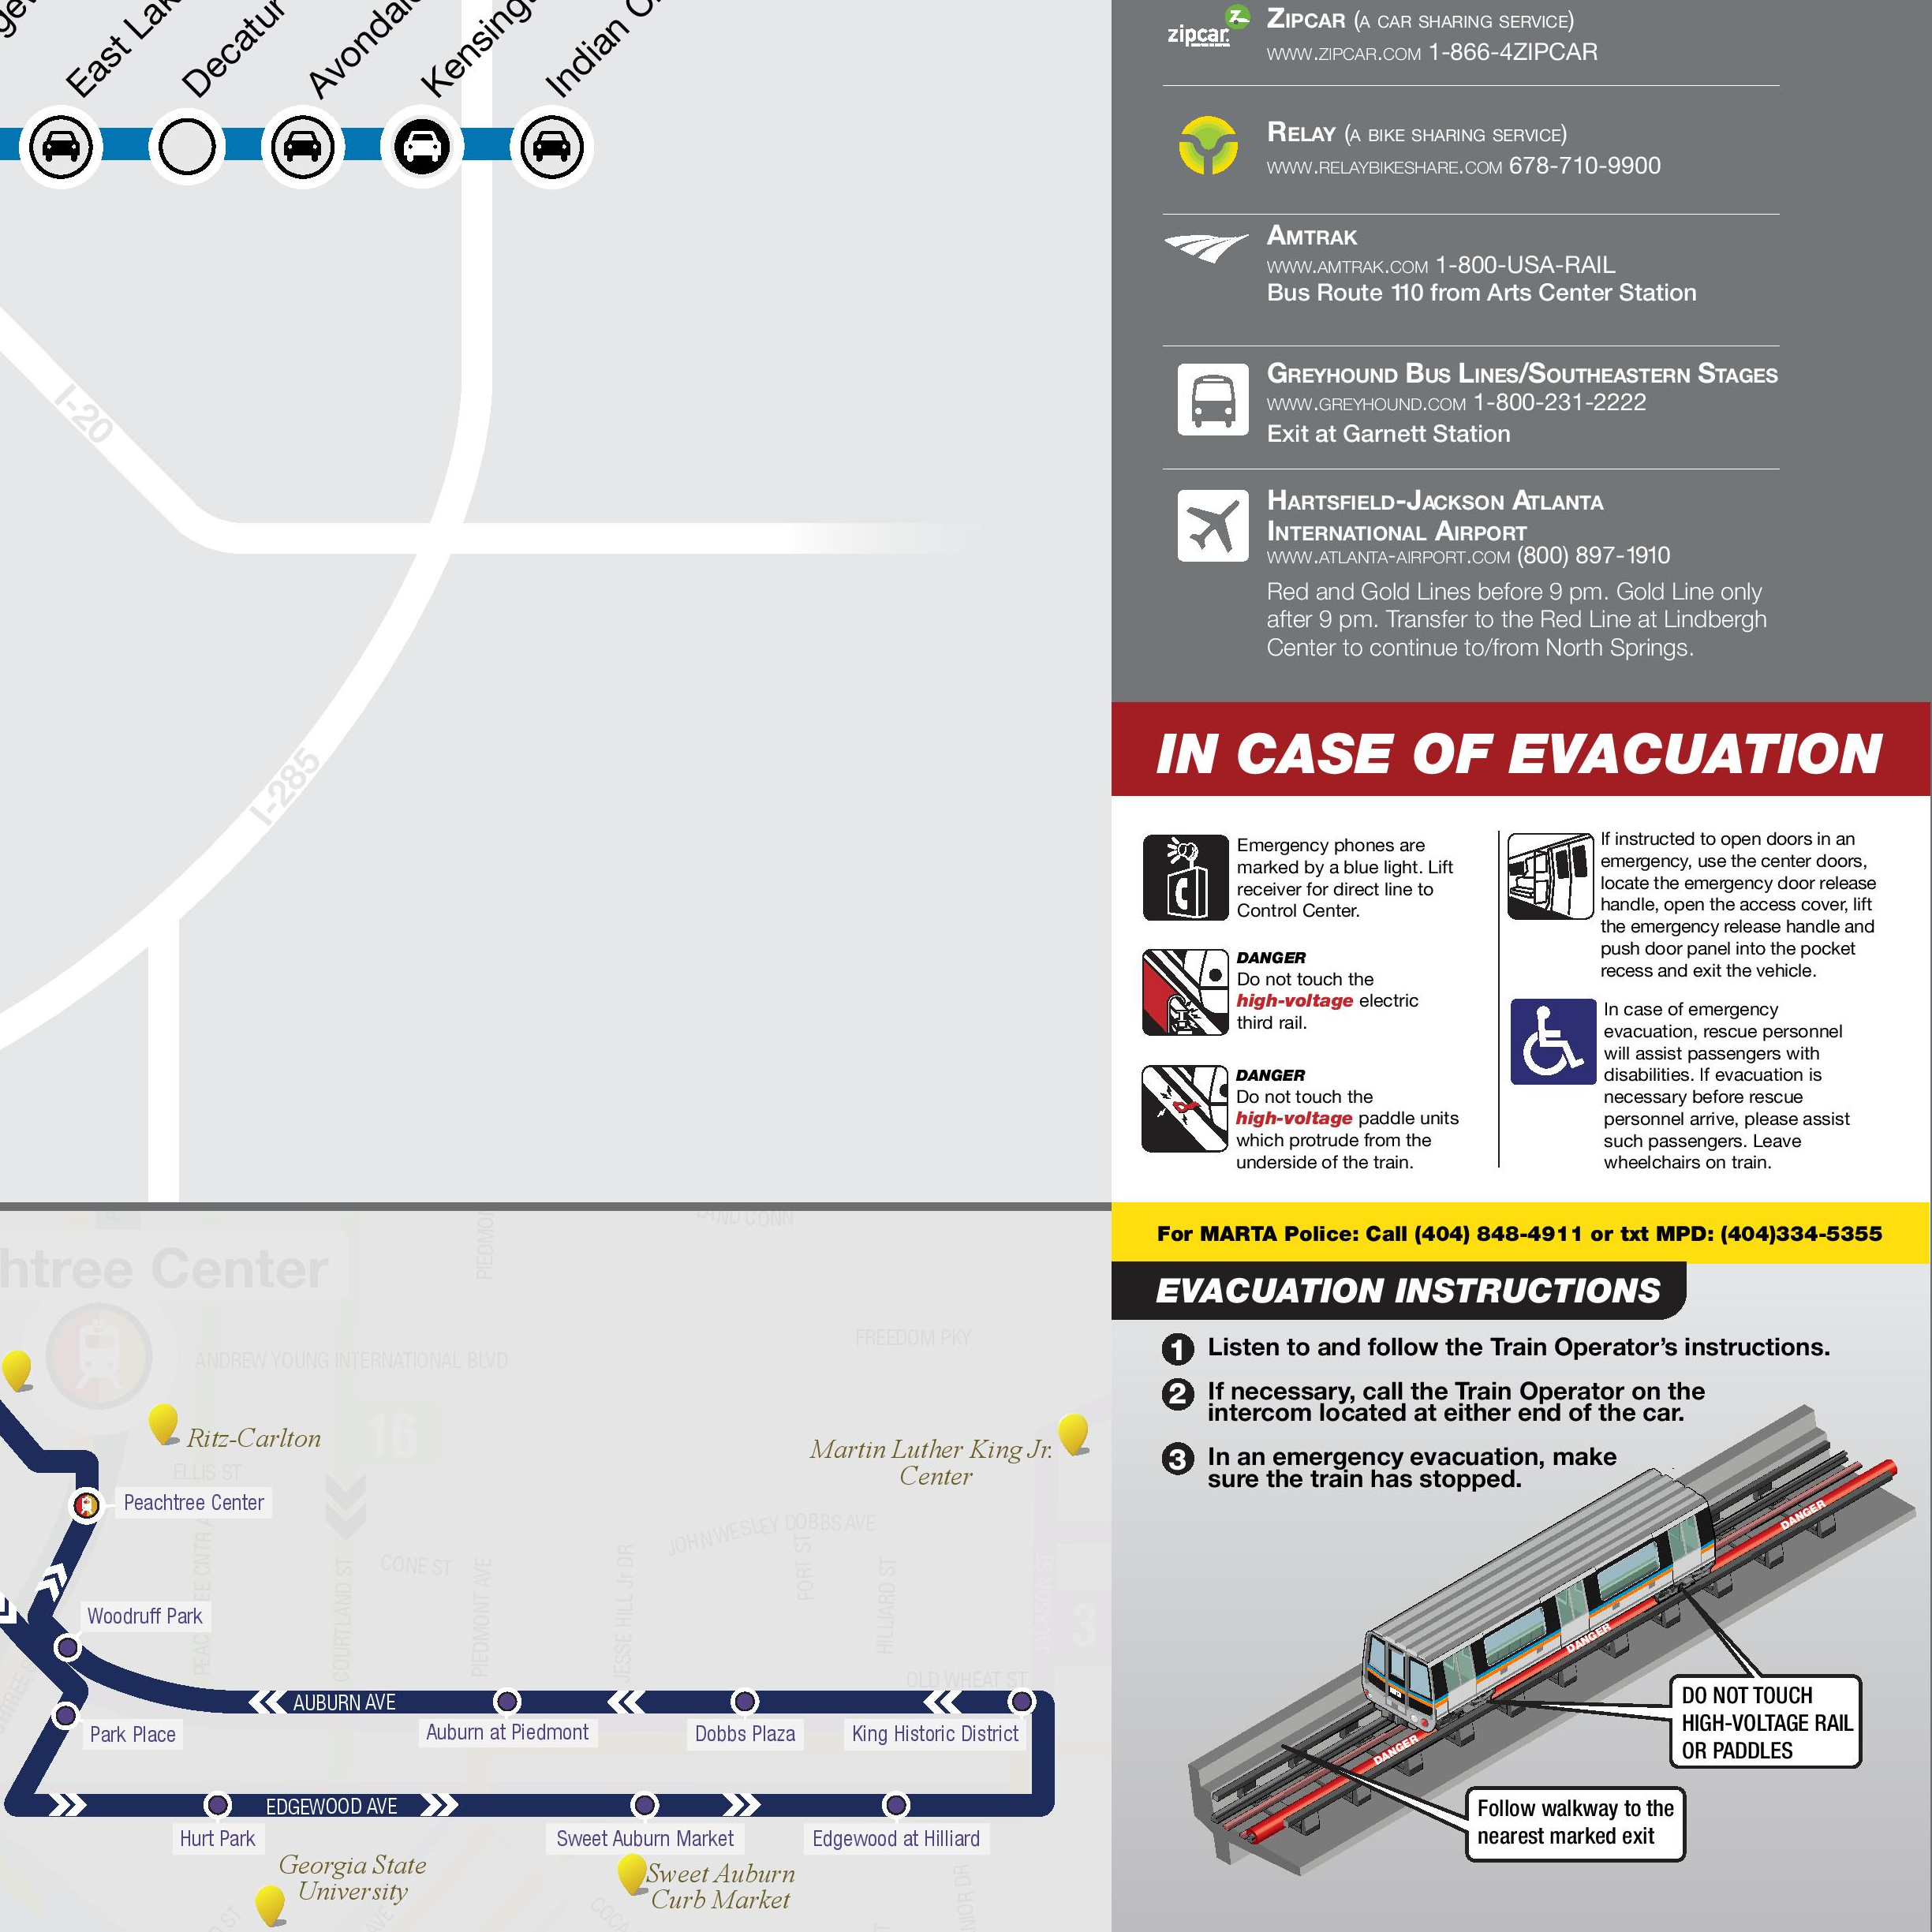 East Lak
Decatur
Avondal
Kensing
Indian
I-20
I-285
zipcar.
ZIPCAR (A CAR SHARING SERVICE)
WWW.ZIPCAR.COM 1-866-4ZIPCAR
RELAY (A BIKE SHARING SERVICE)
WWW.RELAYBIKESHARE.COM 678-710-9900
AMTRAK
WWW.AMTRAK.COM 1-800-USA-RAIL
Bus Route 110 from Arts Center Station
GREYHOUND BUS LINES/SOUTHEASTERN STAGES
WWW.GREYHOUND.COM 1-800-231-2222
Exit at Garnett Station
HARTSFIELD-JACKSON ATLANTA
INTERNATIONAL AIRPORT
WWW.ATLANTA-AIRPORT.COM (800) 897-1910
Red and Gold Lines before 9 pm. Gold Line only
after 9 pm. Transfer to the Red Line at Lindbergh
Center to continue to/from North Springs.
IN CASE OF EVACUATION
Emergency phones are
marked by a blue light. Lift
receiver for direct line to
Control Center.
DANGER
Do not touch the
high-voltage electric
third rail.
DANGER
Do not touch the
high-voltage paddle units
which protrude from the
underside of the train.
If instructed to open doors in an
emergency, use the center doors,
locate the emergency door release
handle, open the access cover, lift
the emergency release handle and
push door panel into the pocket
recess and exit the vehicle.
In case of emergency
evacuation, rescue personnel
will assist passengers with
disabilities. If evacuation is
necessary before rescue
personnel arrive, please assist
such passengers. Leave
wheelchairs on train.
For MARTA Police: Call (404) 848-4911 or txt MPD: (404)334-5355
EVACUATION INSTRUCTIONS
1 Listen to and follow the Train Operator's instructions.
2 If necessary, call the Train Operator on the
intercom located at either end of the car.
3 In an emergency evacuation, make
sure the train has stopped.
DANGER
DANGER
DANGER
DO NOT TOUCH
HIGH-VOLTAGE RAIL
OR PADDLES
Follow walkway to the
nearest marked exit
htree Center
PIEDMON
FREEDOM PKY
ANDREW YOUNG INTERNATIONAL BLVD
16
Ritz-Carlton
Martin Luther King Jr.
Center
ELLIS ST
Peachtree Center
JOHN WESLEY DOBBS AVE
CONE ST
COURTLAND ST
PIEDMONT AVE
JESSE HILL Jr DR
FORT ST
HILLIARD ST
3
Woodruff Park
OLD WHEAT ST
AUBURN AVE
Park Place
Auburn at Piedmont
Dobbs Plaza
King Historic District
EDGEWOOD AVE
Hurt Park
Sweet Auburn Market
Edgewood at Hilliard
Georgia State
University
Sweet Auburn
Curb Market